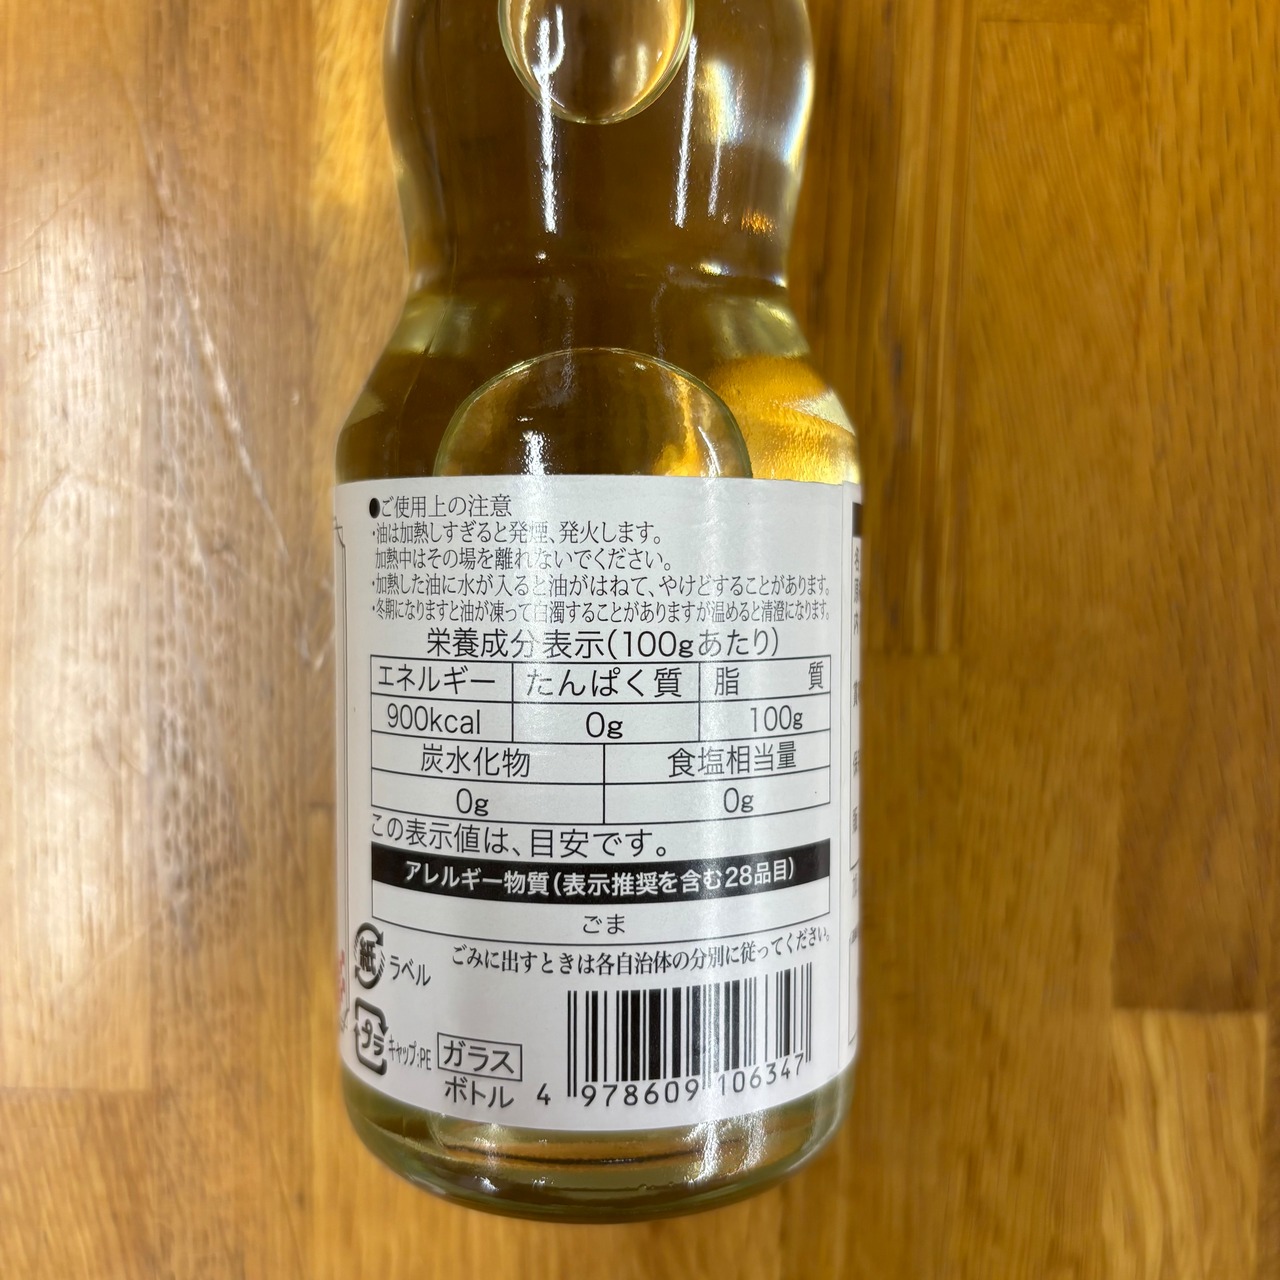 ●ご使用上の注意
・油は加熱しすぎると発煙、発火します。
加熱中はその場を離れないでください。
・加熱した油に水が入ると油がはねて、やけどすることがあります。
・冬期になりますと油が凍って白濁することがありますが温めると清澄になります。
栄養成分表示(100gあたり)
エネルギー たんぱく質 脂質
900kcal 0g 100g
炭水化物 食塩相当量
0g 0g
この表示値は、目安です。
アレルギー物質(表示推奨を含む28品目)
ごま
ごみに出すときは各自治体の分別に従ってください。
紙 ラベル
プラ キャップ:PE
ガラス
ボトル
4 978609 106347